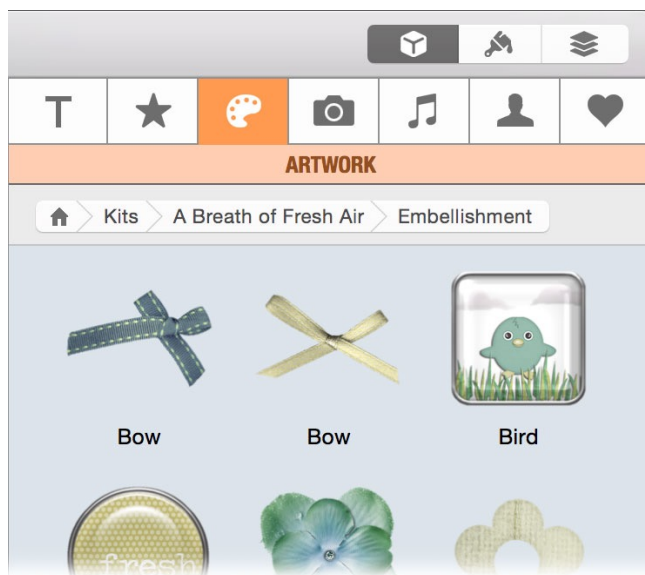 T
ARTWORK
Kits A Breath of Fresh Air Embellishment
Bow Bow Bird
fresh